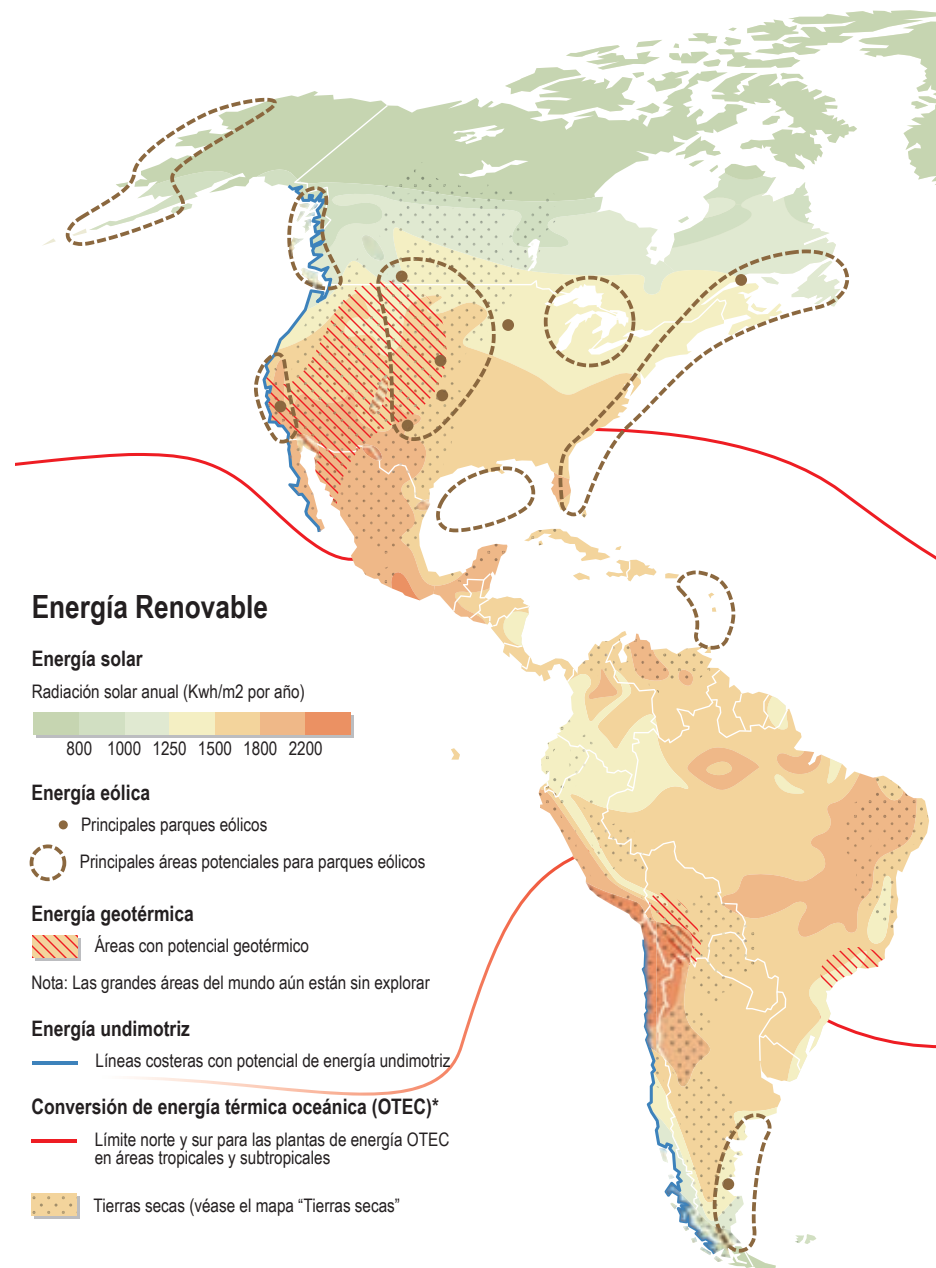 Energía Renovable
Energía solar
Radiación solar anual (Kwh/m2 por año)
800 1000 1250 1500 1800 2200
Energía eólica
Principales parques eólicos
Principales áreas potenciales para parques eólicos
Energía geotérmica
Áreas con potencial geotérmico
Nota: Las grandes áreas del mundo aún están sin explorar
Energía undimotriz
Líneas costeras con potencial de energía undimotriz
Conversión de energía térmica oceánica (OTEC)*
Límite norte y sur para las plantas de energía OTEC
en áreas tropicales y subtropicales
Tierras secas (véase el mapa “Tierras secas”